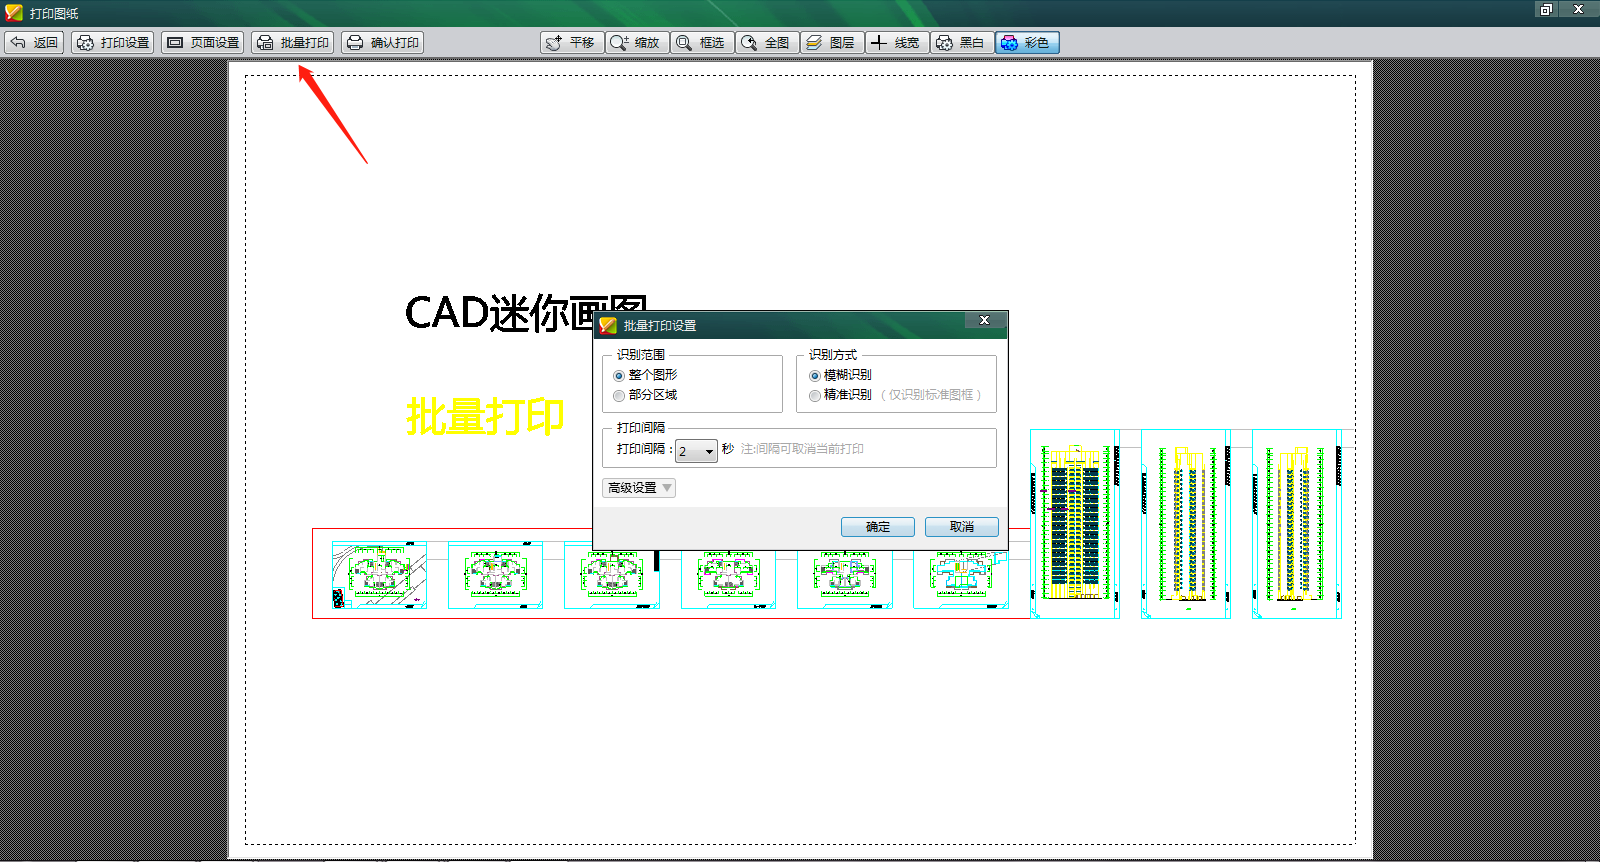 打印图纸
返回 打印设置 页面设置 批量打印 确认打印 平移 缩放 框选 全图 图层 线宽 黑白 彩色
CAD迷你画图
批量打印
批量打印设置
识别范围
整个图形
部分区域
识别方式
模糊识别
精准识别 （仅识别标准图框）
打印间隔
打印间隔：2 秒 注:间隔可取消当前打印
高级设置
确定 取消